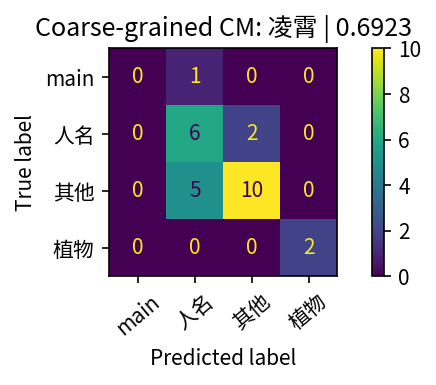 Coarse-grained CM: 凌霄 | 0.6923
main 0 1 0 0
人名 0 6 2 0
其他 0 5 10 0
植物 0 0 0 2
main 人名 其他 植物
Predicted label
True label
10
8
6
4
2
0